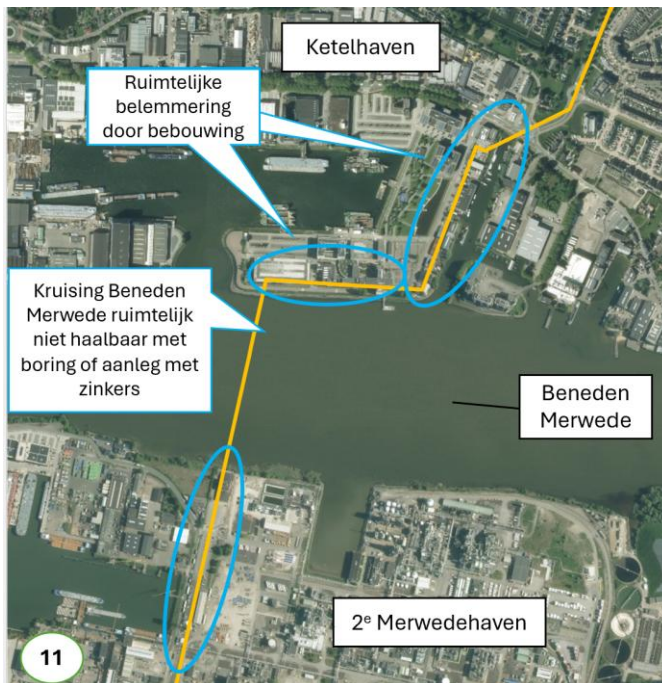 Ketelhaven
Ruimtelijke
belemmering
door bebouwing
Kruising Beneden
Merwede ruimtelijk
niet haalbaar met
boring of aanleg met
zinkers
Beneden
Merwede
2e Merwedehaven
11